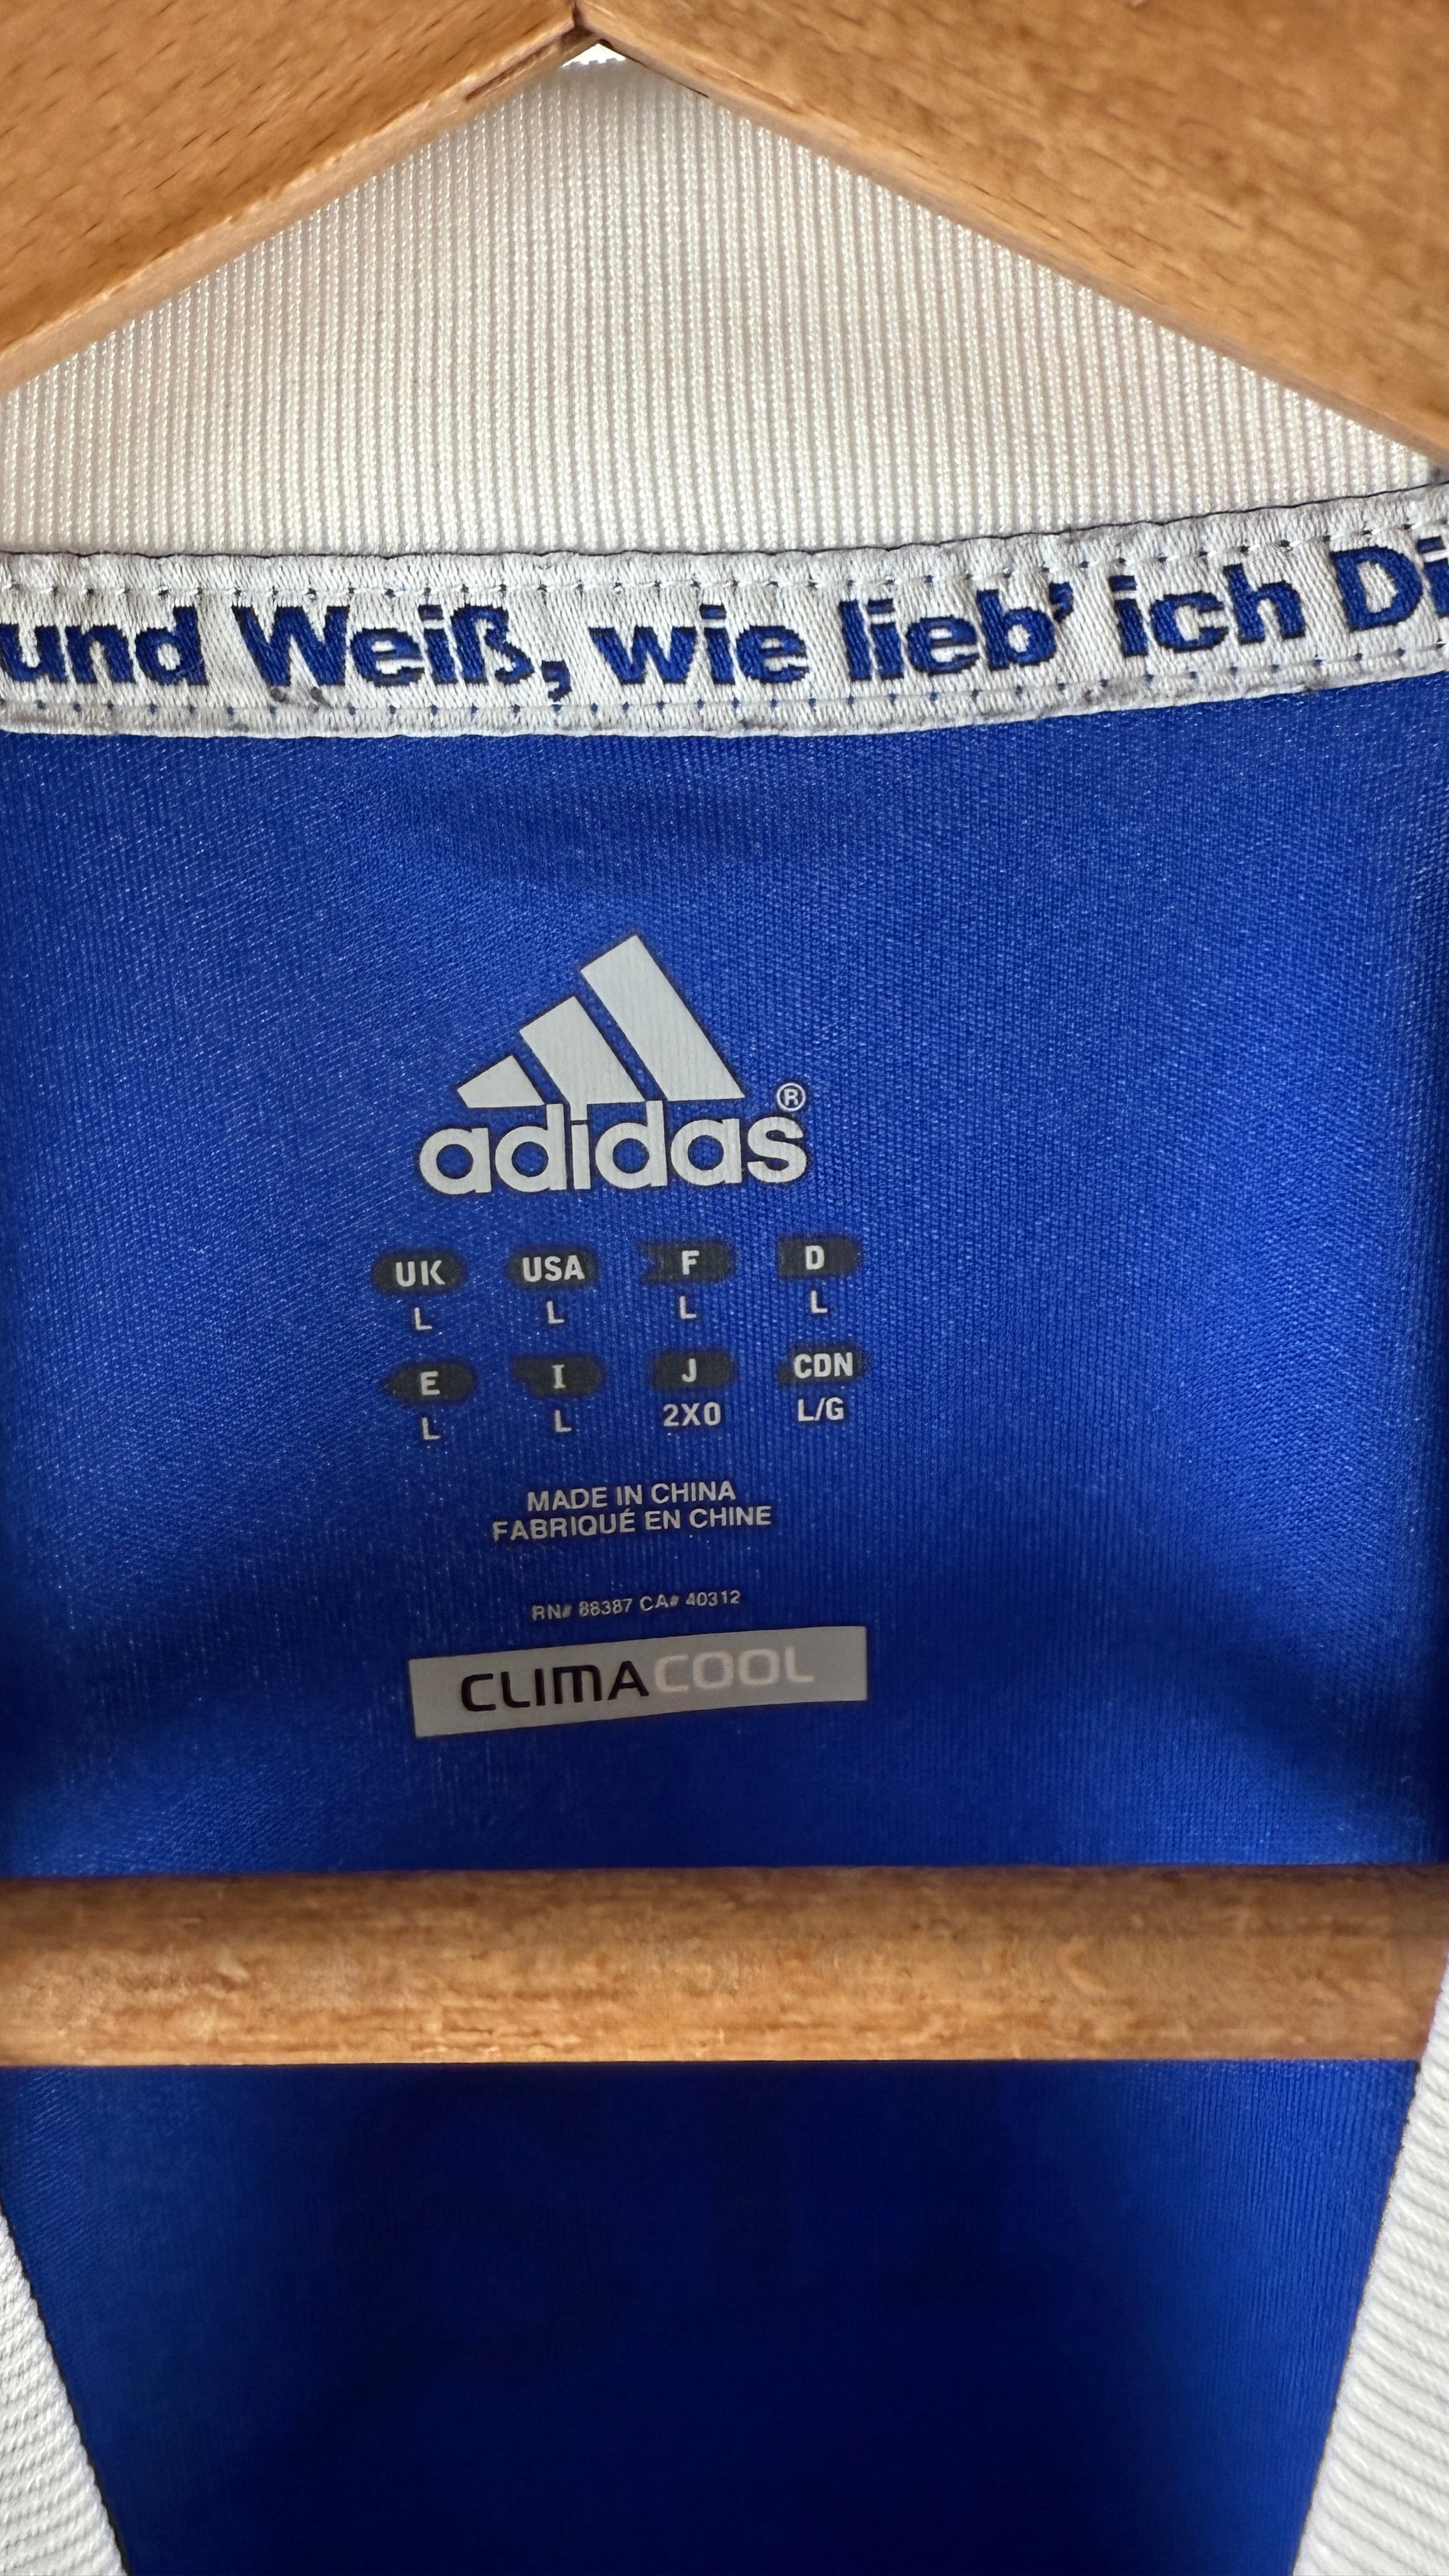 und Weiß, wie lieb' ich Di
adidas®
UK USA F D
L L L L
E I J CDN
L L 2XO L/G
MADE IN CHINA
FABRIQUÉ EN CHINE
RN# 88387 CA# 40312
CLIMACOOL